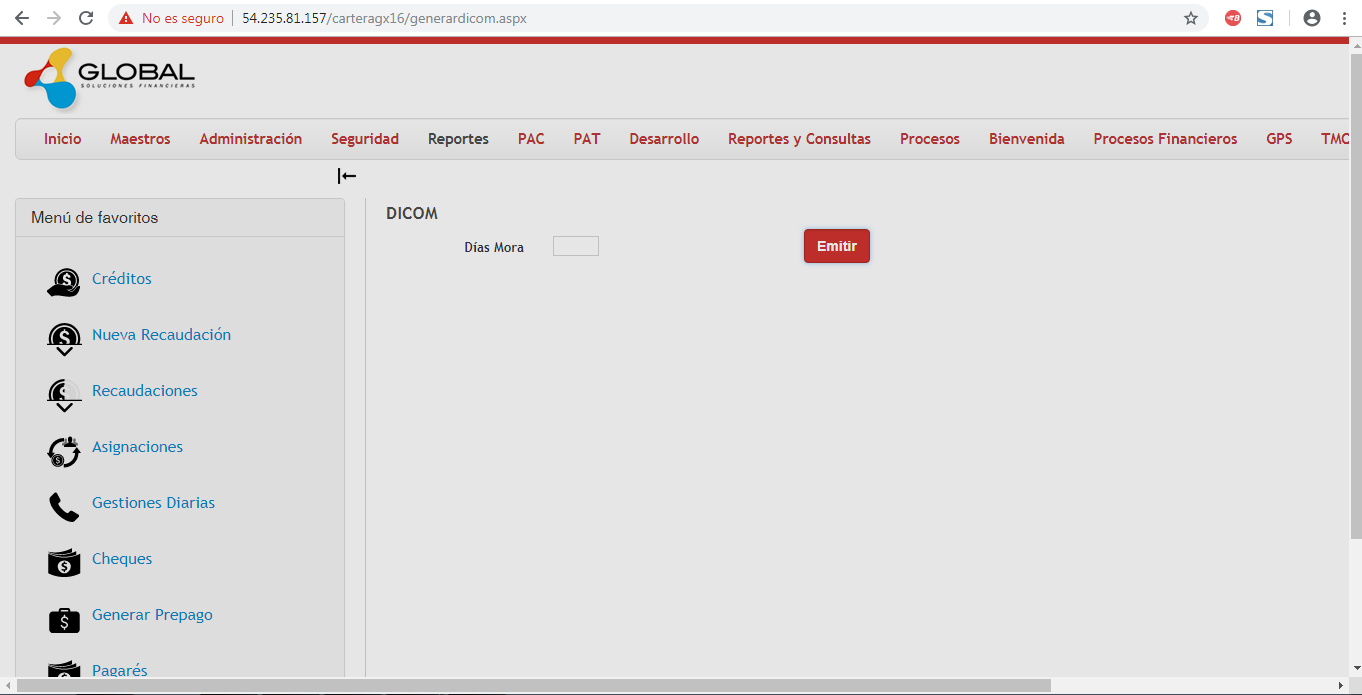 No es seguro
54.235.81.157/carteragx16/generardicom.aspx
GLOBAL
SOLUCIONES FINANCIERAS
Inicio Maestros Administración Seguridad Reportes PAC PAT Desarrollo Reportes y Consultas Procesos Bienvenida Procesos Financieros GPS
Menú de favoritos
Créditos
Nueva Recaudación
Recaudaciones
Asignaciones
Gestiones Diarias
Cheques
Generar Prepago
Pagarés
DICOM
Días Mora
Emitir